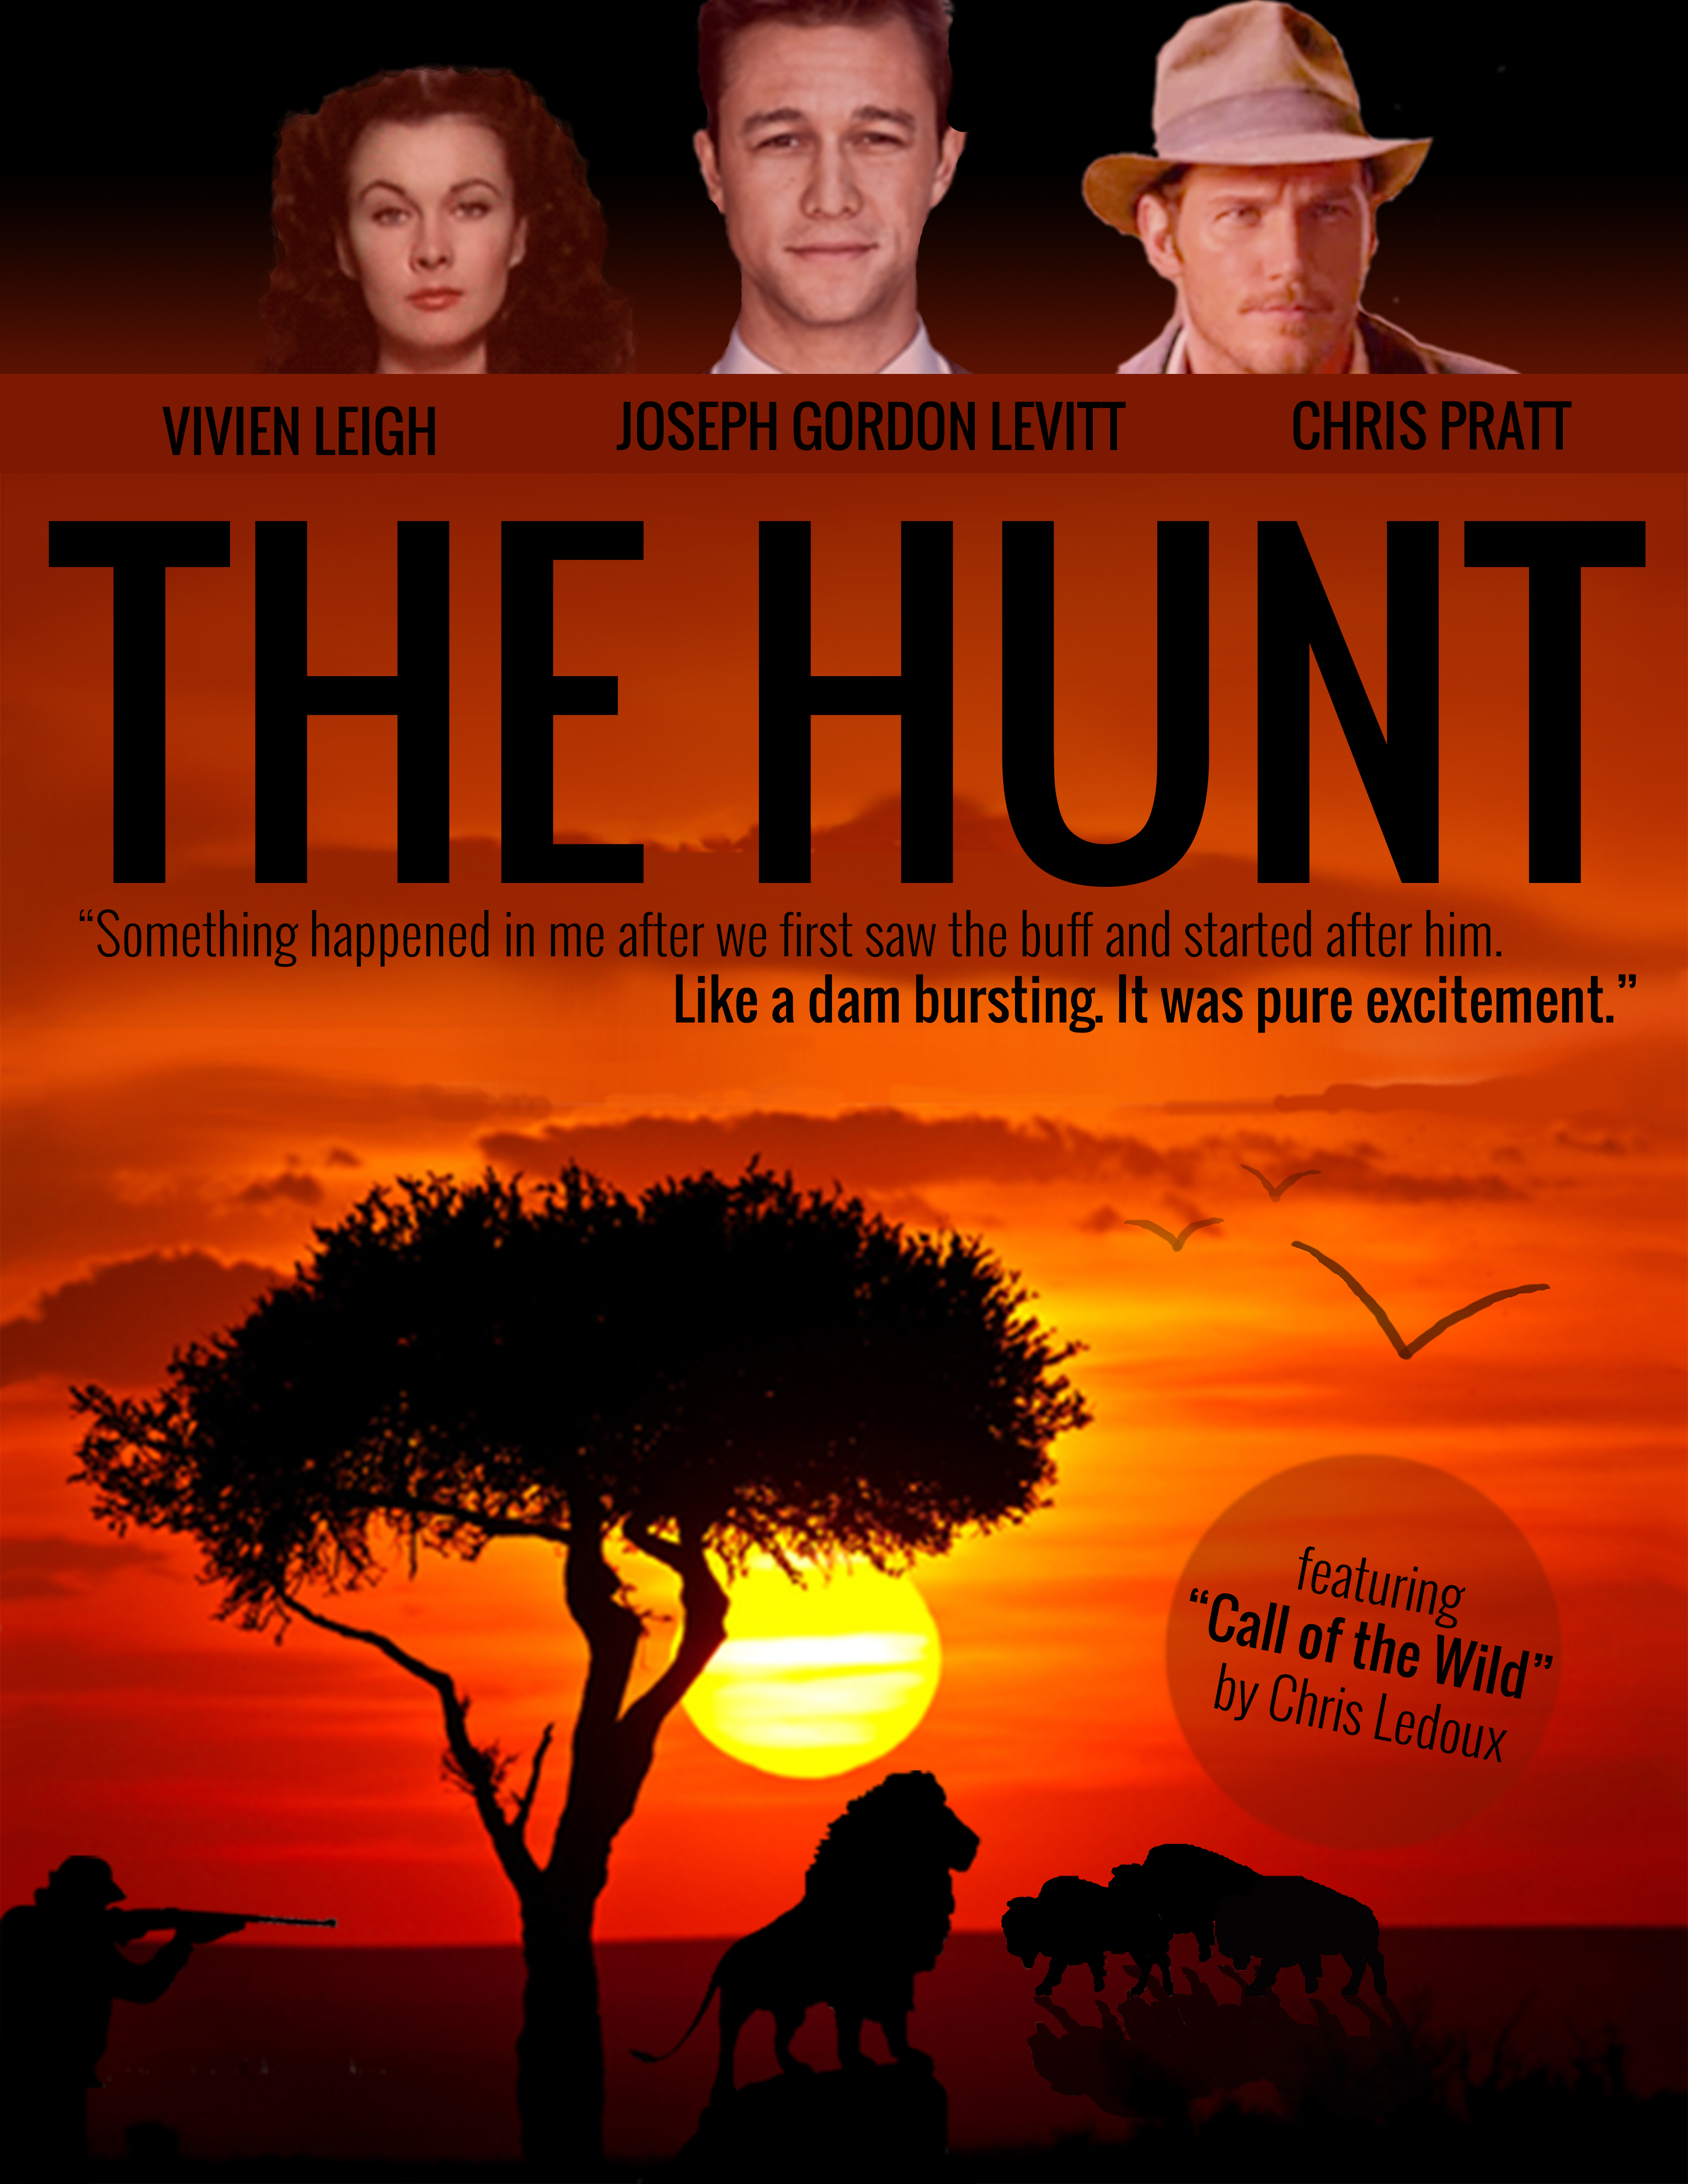 VIVIEN LEIGH JOSEPH GORDON LEVITT CHRIS PRATT
THE HUNT
“Something happened in me after we first saw the buff and started after him.
Like a dam bursting. It was pure excitement.”
featuring
“Call of the Wild”
by Chris Ledoux